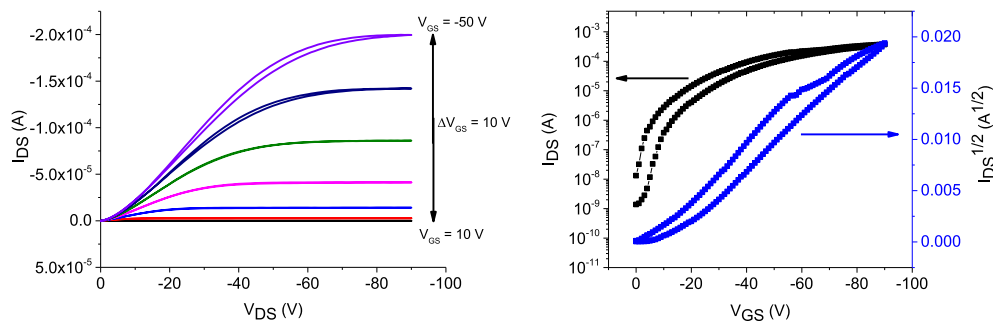 -2.0x10⁻⁴
-1.5x10⁻⁴
-1.0x10⁻⁴
-5.0x10⁻⁵
0.0
5.0x10⁻⁵
I_DS (A)
0 -20 -40 -60 -80 -100
V_DS (V)
V_GS = -50 V
ΔV_GS = 10 V
V_GS = 10 V
10⁻³
10⁻⁴
10⁻⁵
10⁻⁶
10⁻⁷
10⁻⁸
10⁻⁹
10⁻¹⁰
10⁻¹¹
I_DS (A)
0 -20 -40 -60 -80 -100
V_GS (V)
0.020
0.015
0.010
0.005
0.000
I_DS^1/2 (A^1/2)